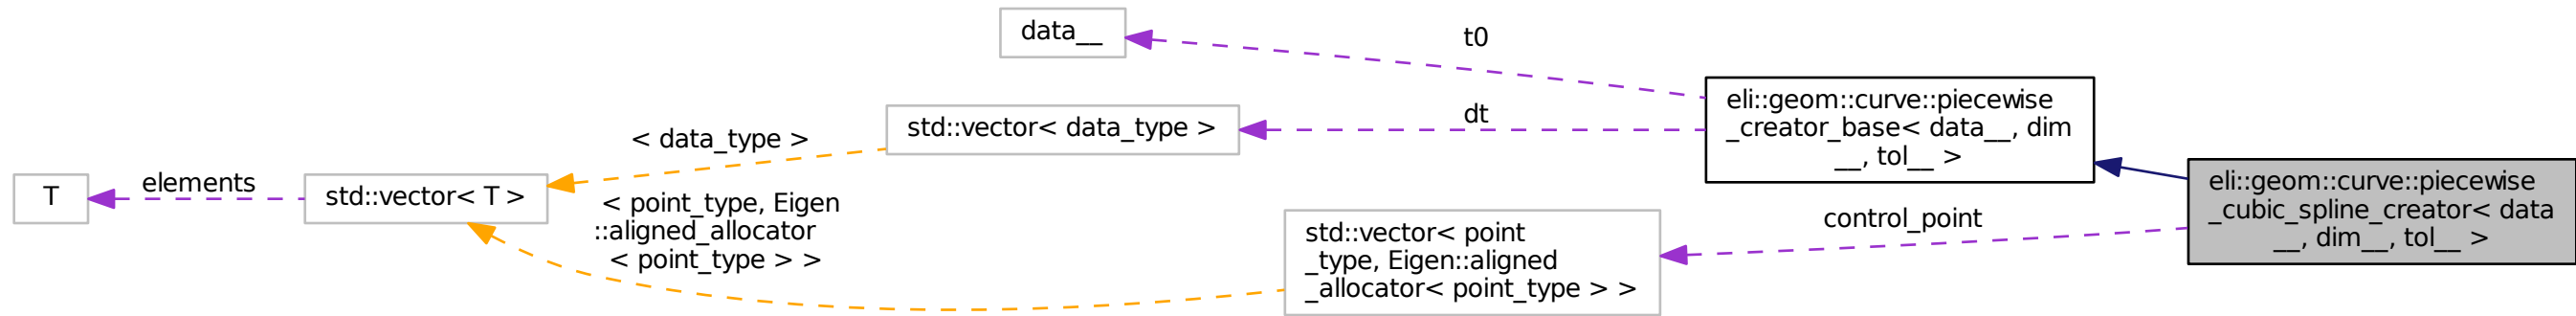 data__
t0
eli::geom::curve::piecewise
_creator_base< data__, dim
__, tol__ >
dt
std::vector< data_type >
< data_type >
T
elements
std::vector< T >
< point_type, Eigen
::aligned_allocator
< point_type > >
std::vector< point
_type, Eigen::aligned
_allocator< point_type > >
control_point
eli::geom::curve::piecewise
_cubic_spline_creator< data
__, dim__, tol__ >